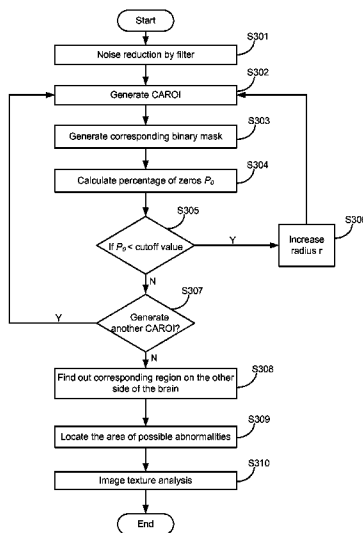 Start
S301
Noise reduction by filter
S302
Generate CAROI
S303
Generate corresponding binary mask
S304
Calculate percentage of zeros P₀
S305
If P₀ < cutoff value
Y
Increase
radius r
N
S307
Generate
another CAROI?
Y
N
S308
Find out corresponding region on the other
side of the brain
S309
Locate the area of possible abnormalities
S310
Image texture analysis
End